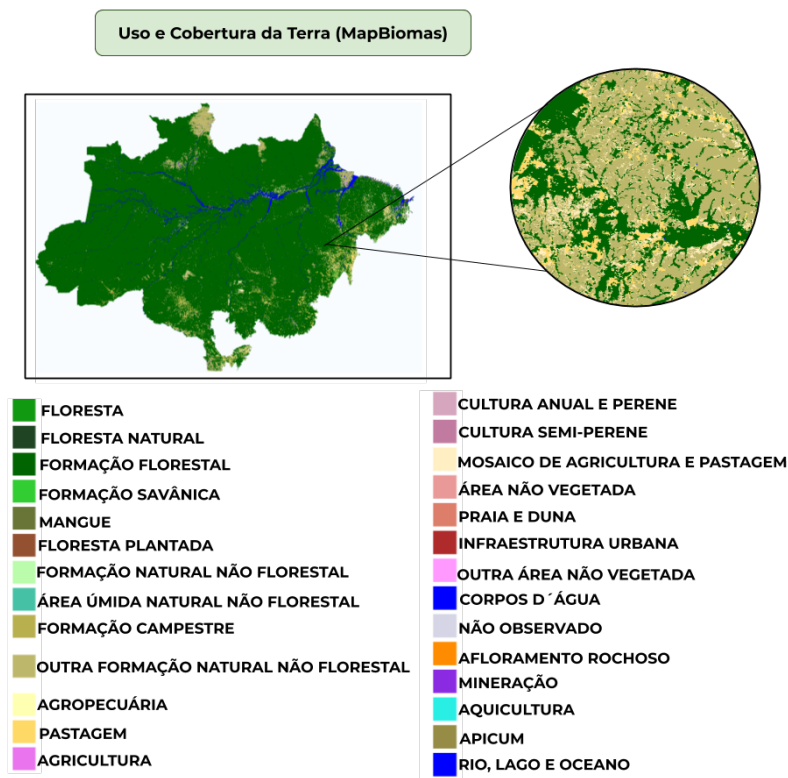 Uso e Cobertura da Terra (MapBiomas)
FLORESTA
FLORESTA NATURAL
FORMAÇÃO FLORESTAL
FORMAÇÃO SAVÂNICA
MANGUE
FLORESTA PLANTADA
FORMAÇÃO NATURAL NÃO FLORESTAL
ÁREA ÚMIDA NATURAL NÃO FLORESTAL
FORMAÇÃO CAMPESTRE
OUTRA FORMAÇÃO NATURAL NÃO FLORESTAL
AGROPECUÁRIA
PASTAGEM
AGRICULTURA
CULTURA ANUAL E PERENE
CULTURA SEMI-PERENE
MOSAICO DE AGRICULTURA E PASTAGEM
ÁREA NÃO VEGETADA
PRAIA E DUNA
INFRAESTRUTURA URBANA
OUTRA ÁREA NÃO VEGETADA
CORPOS D´ÁGUA
NÃO OBSERVADO
AFLORAMENTO ROCHOSO
MINERAÇÃO
AQUICULTURA
APICUM
RIO, LAGO E OCEANO